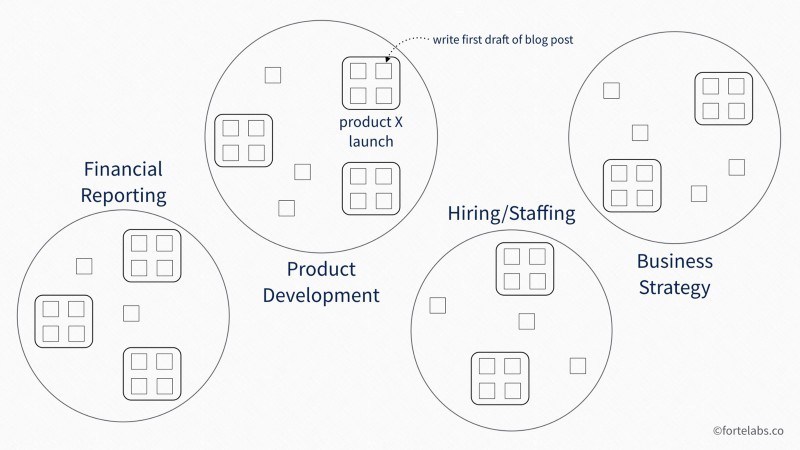 write first draft of blog post
product X
launch
Financial
Reporting
Hiring/Staffing
Product
Development
Business
Strategy
©fortelabs.co